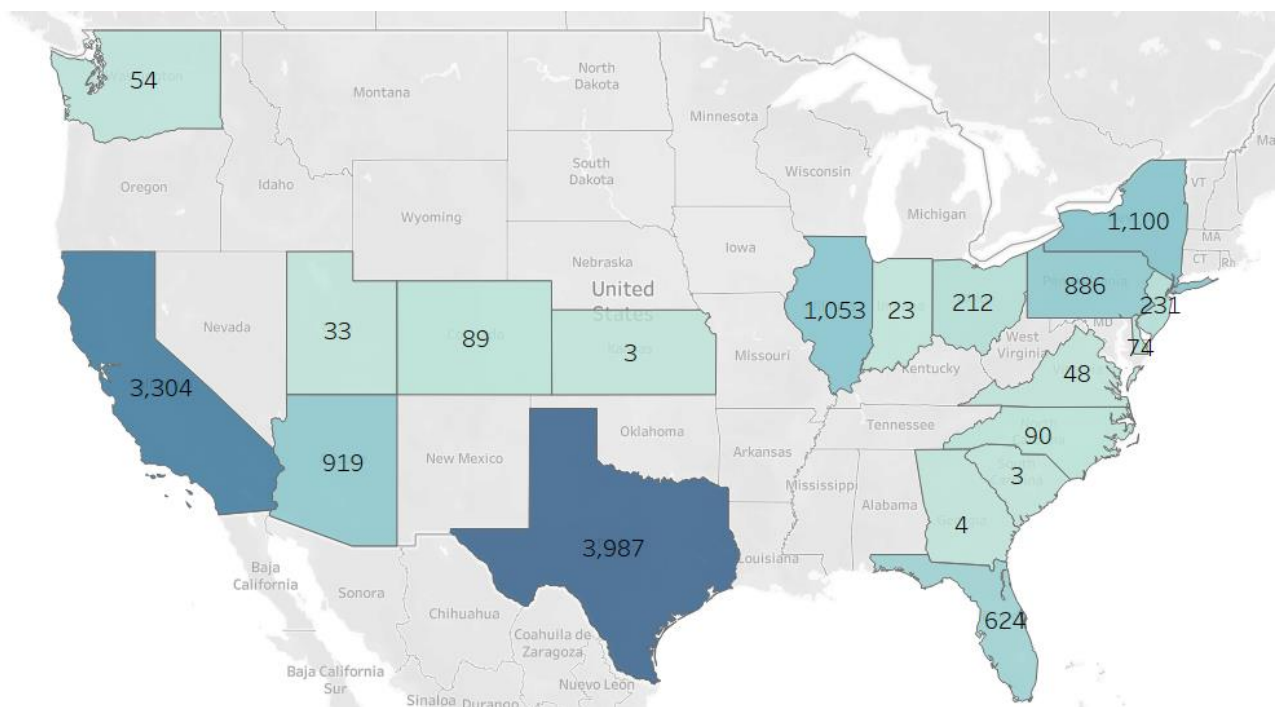 North
Dakota
Montana
Minnesota
54
Oregon
Idaho
South
Dakota
Wisconsin
Michigan
VT
Wyoming
Iowa
1,100
MA
CT
Nebraska
United
States
Nevada
33
89
3
1,053
23
212
886
231
MD
West
Virginia
74
Missouri
Kentucky
48
3,304
919
New Mexico
Oklahoma
Arkansas
Tennessee
90
3
Mississippi
Alabama
4
3,987
Louisiana
Baja
California
Sonora
Chihuahua
Coahuila de
Zaragoza
624
Baja California
Sur
Sinaloa
Durango
Nuevo León